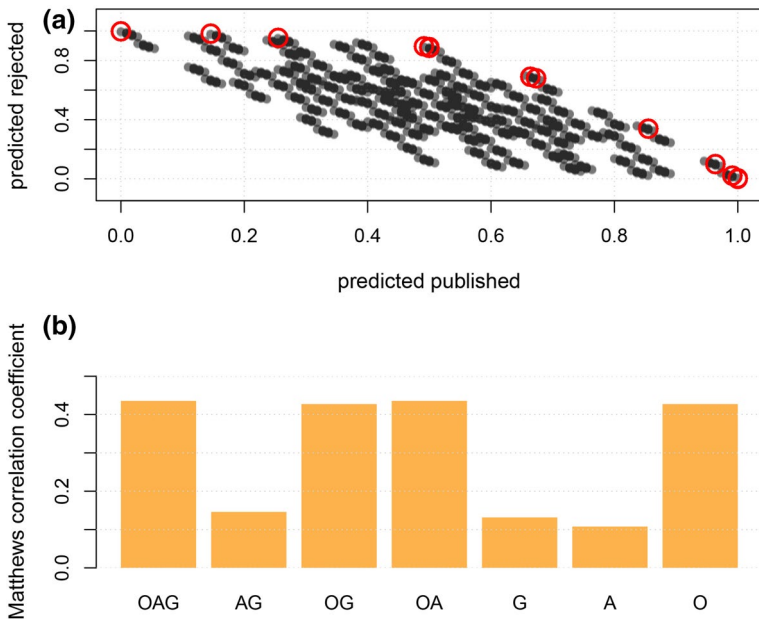 (a)
predicted rejected
0.8
0.4
0.0
0.0 0.2 0.4 0.6 0.8 1.0
predicted published
(b)
Matthews correlation coefficient
0.4
0.2
0.0
OAG AG OG OA G A O